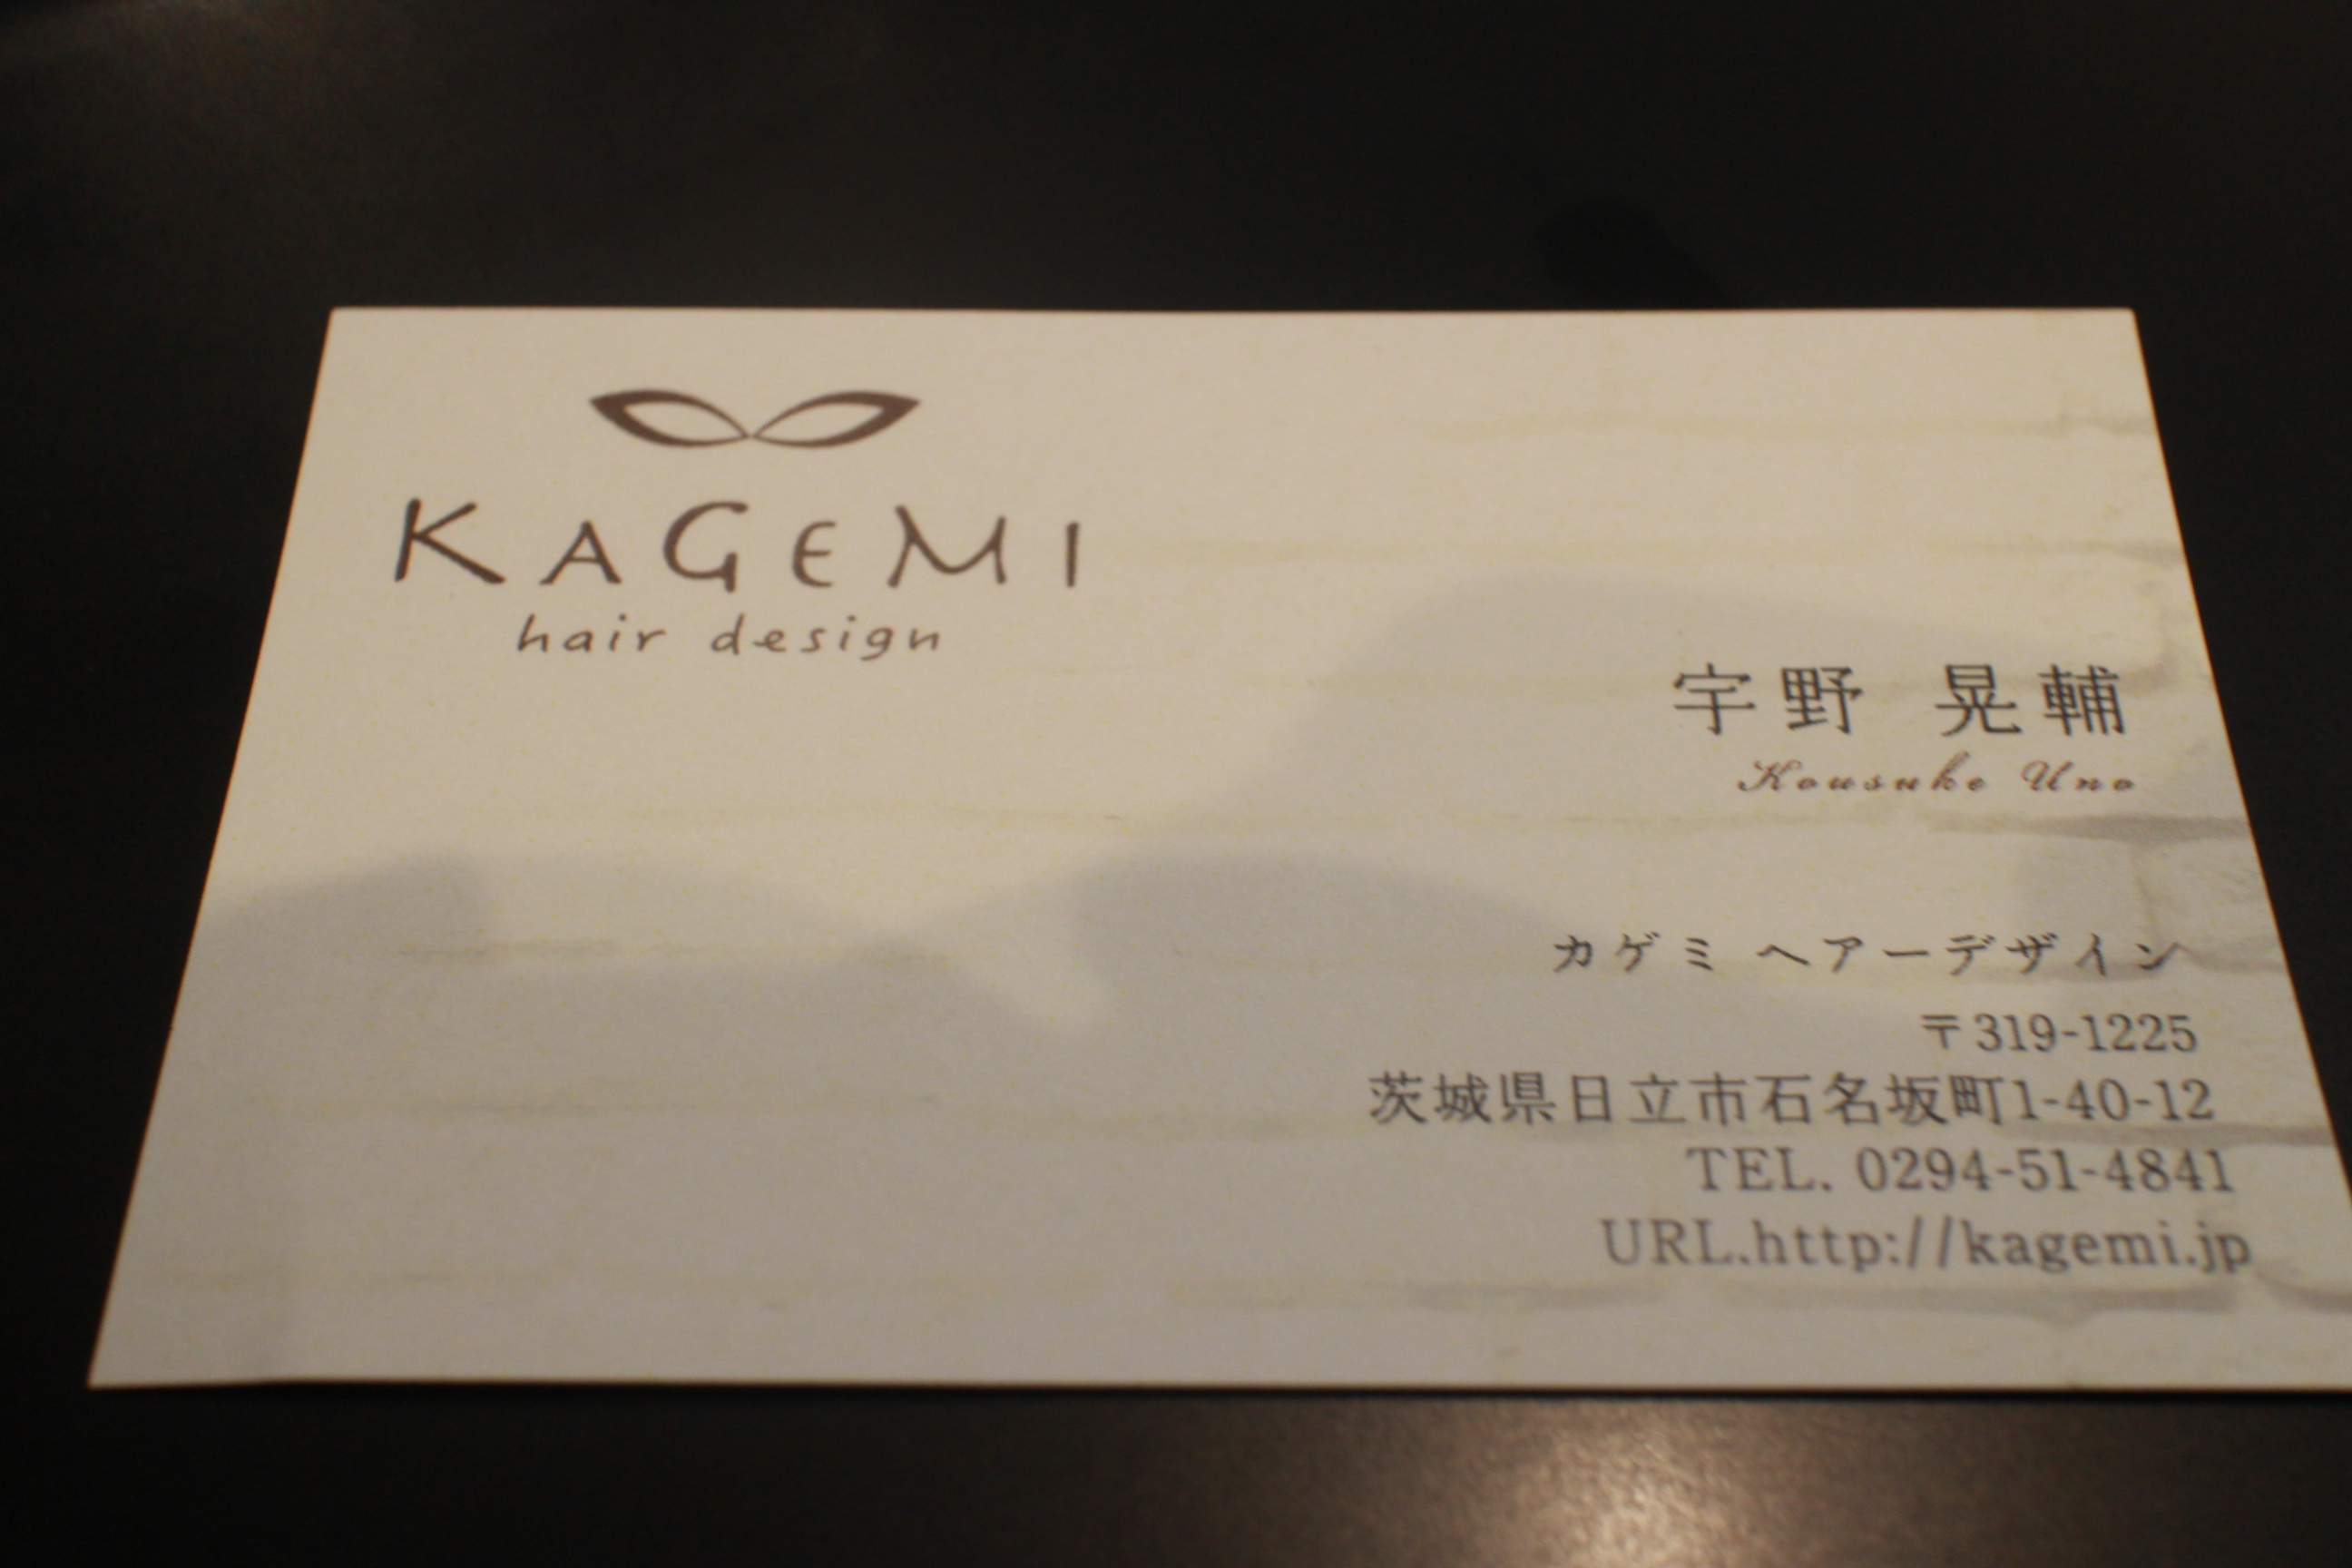 KAGEMI
hair design
宇野 晃輔
Kousuke Uno
カゲミ ヘアーデザイン
〒319-1225
茨城県日立市石名坂町1-40-12
TEL. 0294-51-4841
URL.http://kagemi.jp